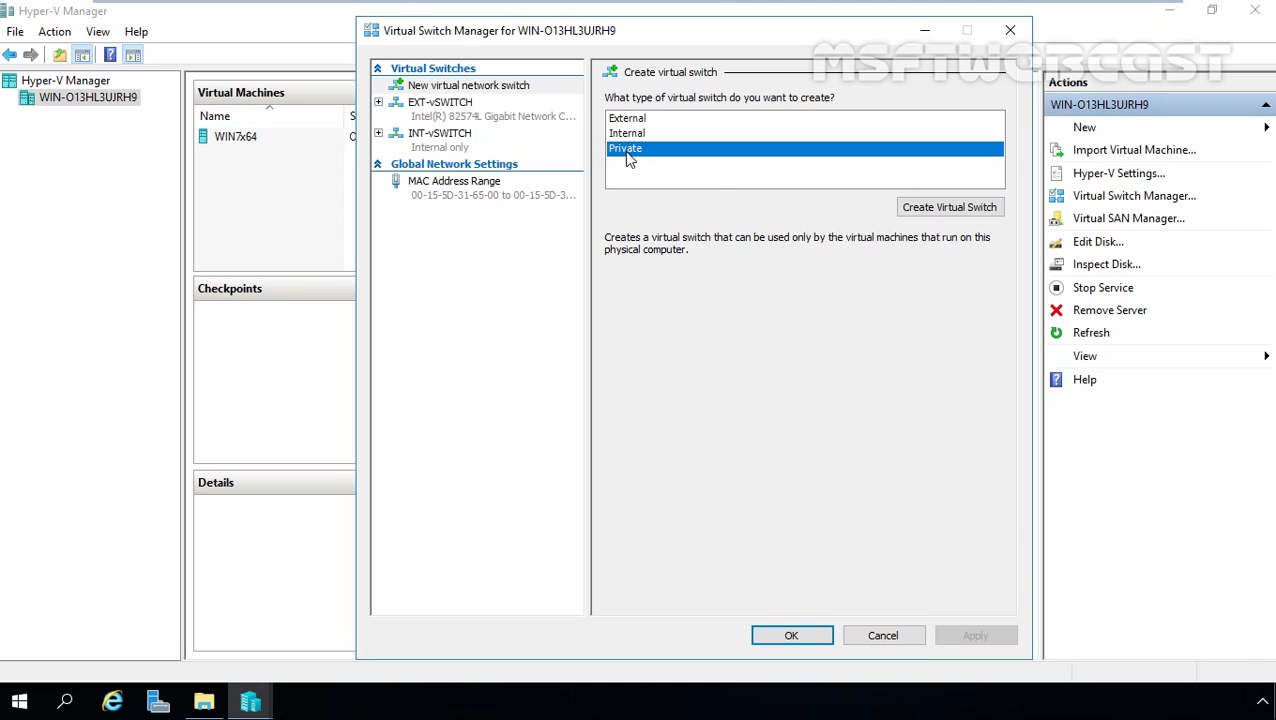 Hyper-V Manager
File Action View Help
Hyper-V Manager
WIN-O13HL3UJRH9
Virtual Machines
Name S
WIN7x64 O
Checkpoints
Details
Virtual Switch Manager for WIN-O13HL3UJRH9
Virtual Switches
New virtual network switch
EXT-vSWITCH
Intel(R) 82574L Gigabit Network C...
INT-vSWITCH
Internal only
Global Network Settings
MAC Address Range
00-15-5D-31-65-00 to 00-15-5D-3...
Create virtual switch
What type of virtual switch do you want to create?
External
Internal
Private
Create Virtual Switch
Creates a virtual switch that can be used only by the virtual machines that run on this
physical computer.
OK Cancel Apply
MSFTWEBCAST
Actions
WIN-O13HL3UJRH9
New
Import Virtual Machine...
Hyper-V Settings...
Virtual Switch Manager...
Virtual SAN Manager...
Edit Disk...
Inspect Disk...
Stop Service
Remove Server
Refresh
View
Help